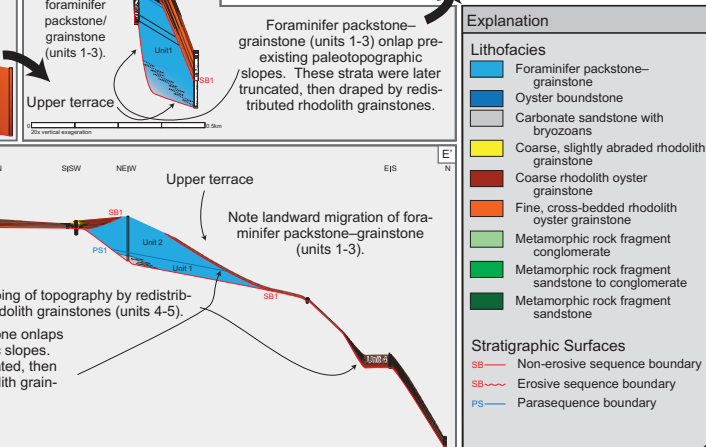 foraminifer
packstone/
grainstone
(units 1-3).
Unit1
SB1
Upper terrace
0
0.5km
20x vertical exageration
Foraminifer packstone–
grainstone (units 1-3) onlap pre-
existing paleotopographic
slopes. These strata were later
truncated, then draped by redis-
tributed rhodolith grainstones.
E'
S|SW
NE|W
E|S
N
Upper terrace
SB1
Unit 2
PS1
Unit 1
SB1
Note landward migration of fora-
minifer packstone–grainstone
(units 1-3).
ping of topography by redistrib-
dolith grainstones (units 4-5).
one onlaps
c slopes.
ated, then
lith grain-
Unit 4
Explanation
Lithofacies
Foraminifer packstone–
grainstone
Oyster boundstone
Carbonate sandstone with
bryozoans
Coarse, slightly abraded rhodolith
grainstone
Coarse rhodolith oyster
grainstone
Fine, cross-bedded rhodolith
oyster grainstone
Metamorphic rock fragment
conglomerate
Metamorphic rock fragment
sandstone to conglomerate
Metamorphic rock fragment
sandstone
Stratigraphic Surfaces
SB Non-erosive sequence boundary
SB Erosive sequence boundary
PS Parasequence boundary